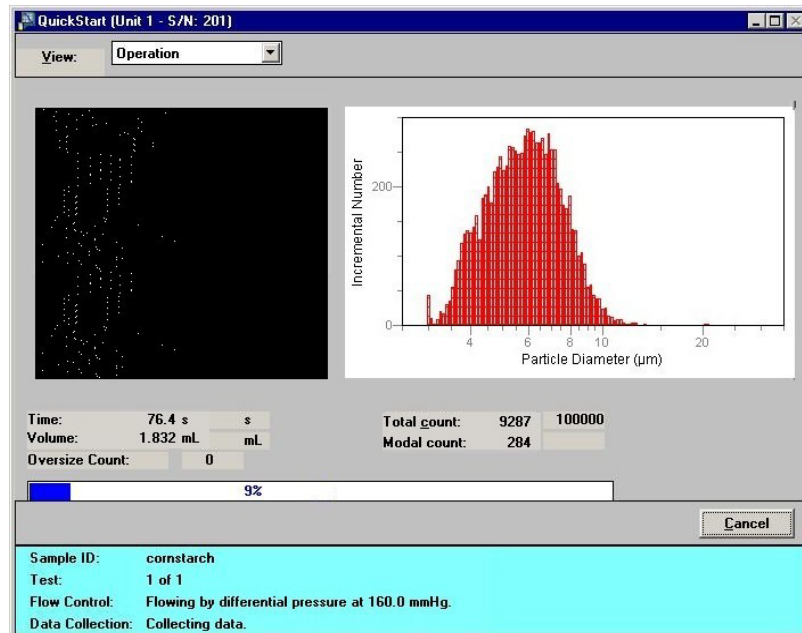 QuickStart (Unit 1 - S/N: 201)
View: Operation
Incremental Number
200
0
4 6 8 10 20
Particle Diameter (µm)
Time: 76.4 s s
Volume: 1.832 mL mL
Oversize Count: 0
Total count: 9287 100000
Modal count: 284
9%
Cancel
Sample ID: cornstarch
Test: 1 of 1
Flow Control: Flowing by differential pressure at 160.0 mmHg.
Data Collection: Collecting data.